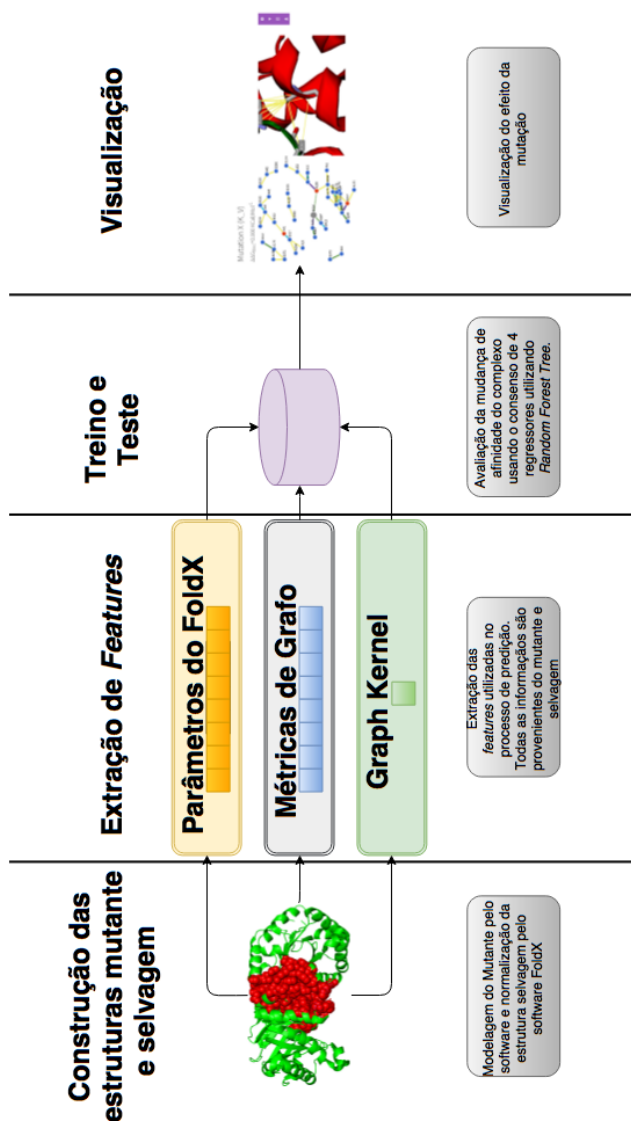 Construção das
estruturas mutante
e selvagem
Extração de Features
Treino e
Teste
Visualização
Parâmetros do FoldX
Métricas de Grafo
Graph Kernel
Mutation X [K_V]
Modelagem do Mutante pelo
software e normalização da
estrutura selvagem pelo
software FoldX
Extração das
features utilizadas no
processo de predição.
Todas as informaçãos são
provenientes do mutante e
selvagem
Avaliação da mudança de
afinidade do complexo
usando o consenso de 4
regressores utilizando
Random Forest Tree.
Visualização do efeito da
mutação